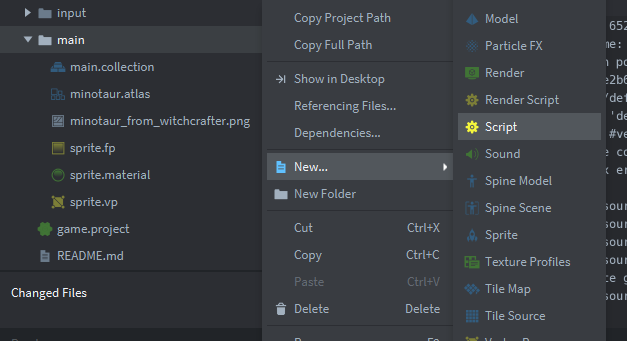 input
main
main.collection
minotaur.atlas
minotaur_from_witchcrafter.png
sprite.fp
sprite.material
sprite.vp
game.project
README.md
Changed Files
Copy Project Path
Copy Full Path
Show in Desktop
Referencing Files...
Dependencies...
New...
New Folder
Cut Ctrl+X
Copy Ctrl+C
Paste Ctrl+V
Delete Delete
Model
Particle FX
Render
Render Script
Script
Sound
Spine Model
Spine Scene
Sprite
Texture Profiles
Tile Map
Tile Source